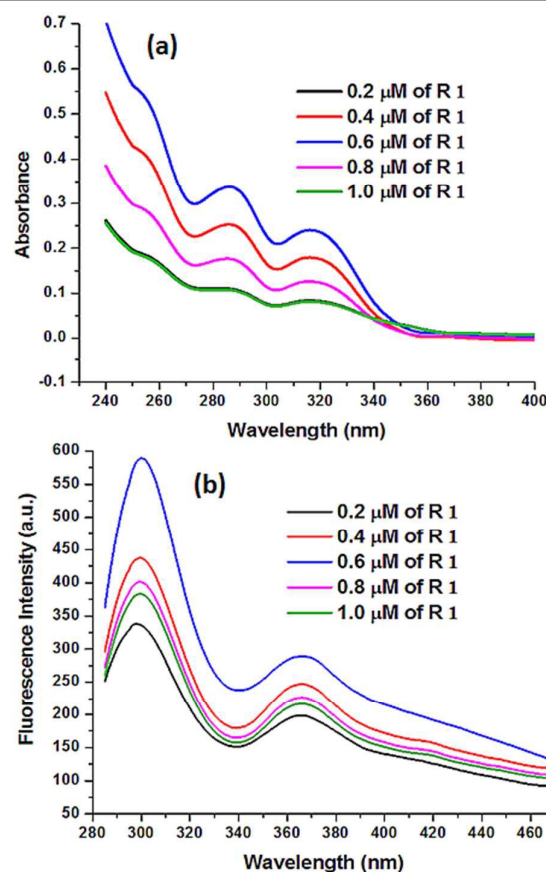 (a)
0.7
0.6
0.5
0.4
0.3
0.2
0.1
0.0
-0.1
Absorbance
0.2 µM of R 1
0.4 µM of R 1
0.6 µM of R 1
0.8 µM of R 1
1.0 µM of R 1
240 260 280 300 320 340 360 380 400
Wavelength (nm)
(b)
600
550
500
450
400
350
300
250
200
150
100
50
Fluorescence Intensity (a.u.)
0.2 µM of R 1
0.4 µM of R 1
0.6 µM of R 1
0.8 µM of R 1
1.0 µM of R 1
280 300 320 340 360 380 400 420 440 460
Wavelength (nm)